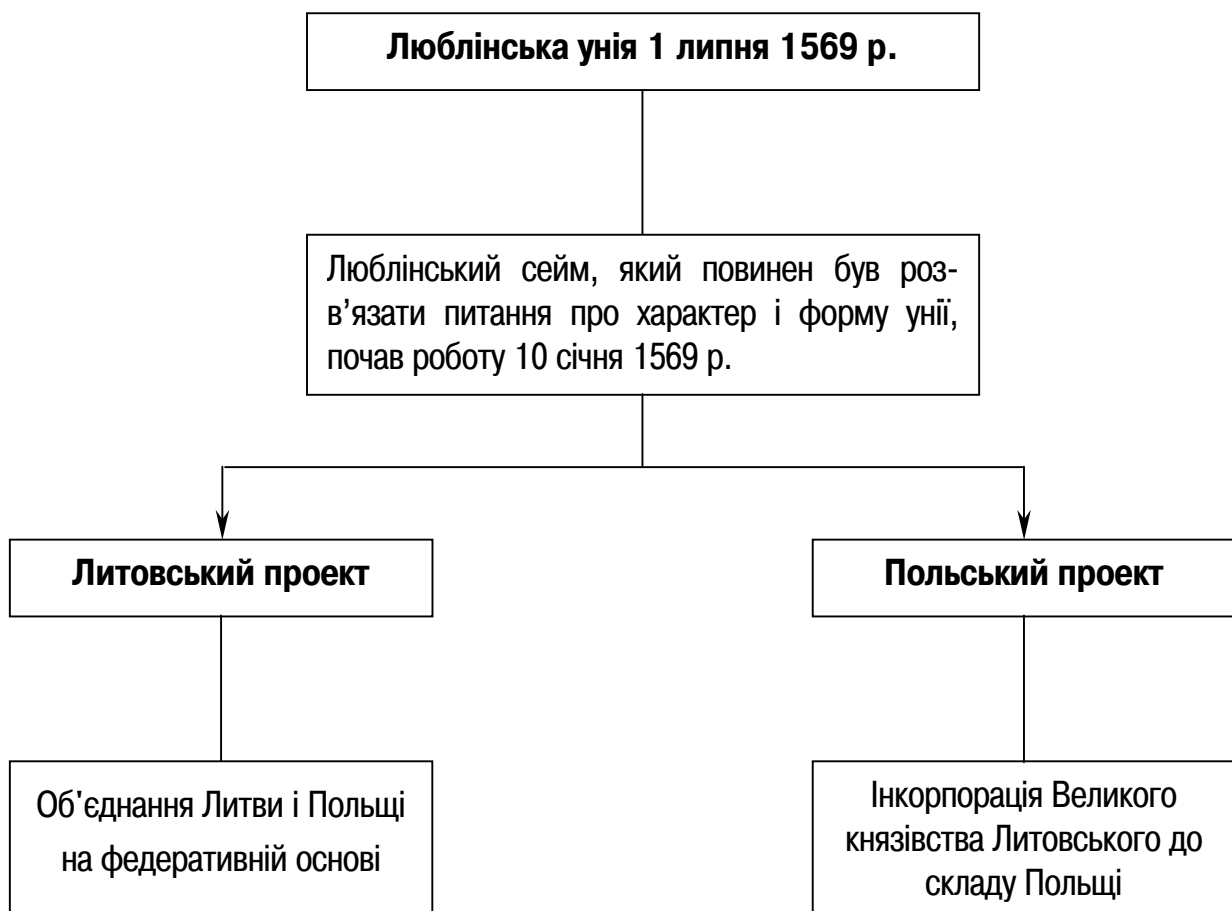 Люблінська унія 1 липня 1569 р.
Люблінський сейм, який повинен був роз-
в’язати питання про характер і форму унії,
почав роботу 10 січня 1569 р.
Литовський проект
Польський проект
Об'єднання Литви і Польщі
на федеративній основі
Інкорпорація Великого
князівства Литовського до
складу Польщі